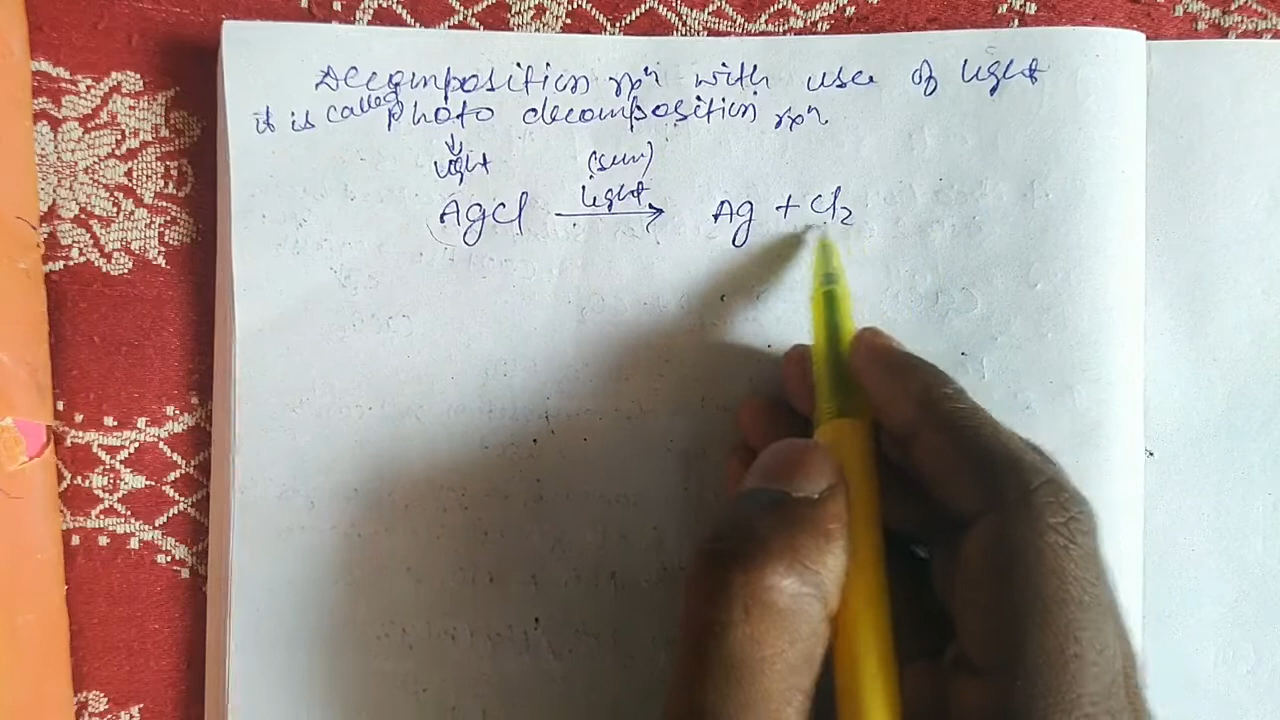 Decomposition rxn with use of light
it is called photo decomposition rxn
light (sun)
light
AgCl → Ag + Cl2